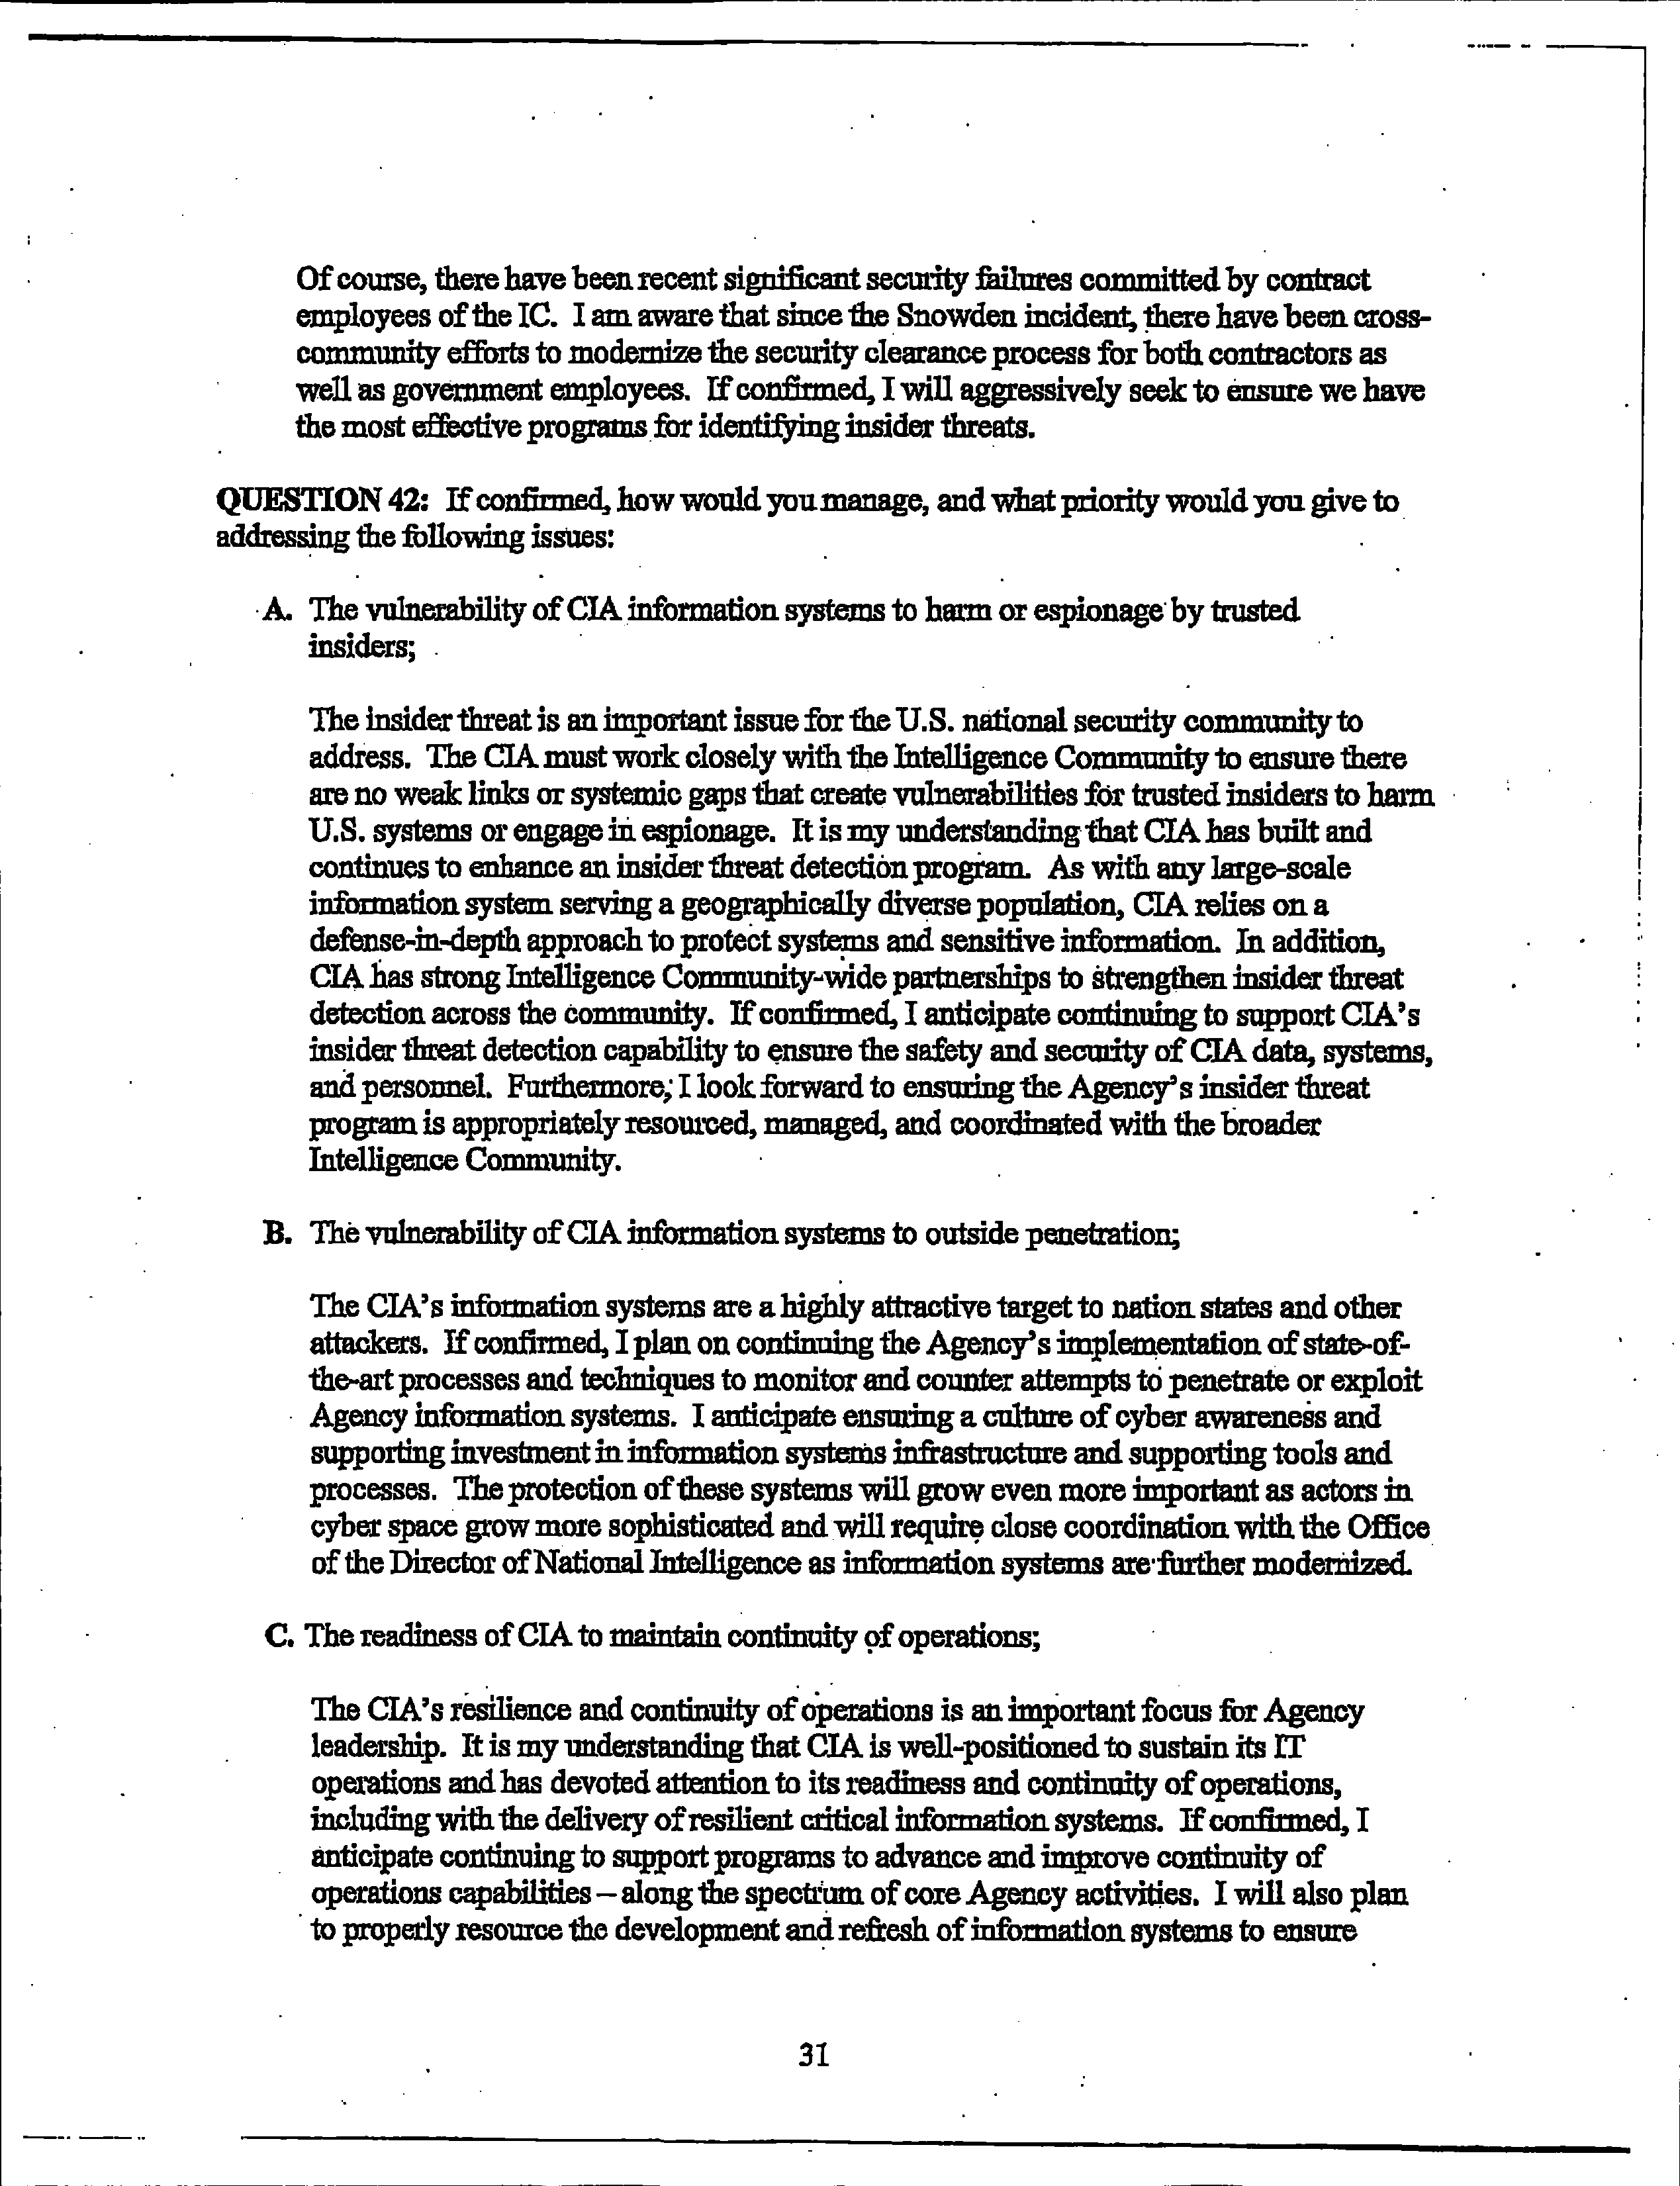 Of course, there have been recent significant security failures committed by contract
employees of the IC. I am aware that since the Snowden incident, there have been cross-
community efforts to modernize the security clearance process for both contractors as
well as government employees. If confirmed, I will aggressively seek to ensure we have
the most effective programs for identifying insider threats.
QUESTION 42: If confirmed, how would you manage, and what priority would you give to
addressing the following issues:
A. The vulnerability of CIA information systems to harm or espionage by trusted
insiders;
The insider threat is an important issue for the U.S. national security community to
address. The CIA must work closely with the Intelligence Community to ensure there
are no weak links or systemic gaps that create vulnerabilities for trusted insiders to harm
U.S. systems or engage in espionage. It is my understanding that CIA has built and
continues to enhance an insider threat detection program. As with any large-scale
information system serving a geographically diverse population, CIA relies on a
defense-in-depth approach to protect systems and sensitive information. In addition,
CIA has strong Intelligence Community-wide partnerships to strengthen insider threat
detection across the community. If confirmed, I anticipate continuing to support CIA's
insider threat detection capability to ensure the safety and security of CIA data, systems,
and personnel. Furthermore, I look forward to ensuring the Agency's insider threat
program is appropriately resourced, managed, and coordinated with the broader
Intelligence Community.
B. The vulnerability of CIA information systems to outside penetration;
The CIA's information systems are a highly attractive target to nation states and other
attackers. If confirmed, I plan on continuing the Agency's implementation of state-of-
the-art processes and techniques to monitor and counter attempts to penetrate or exploit
Agency information systems. I anticipate ensuring a culture of cyber awareness and
supporting investment in information systems infrastructure and supporting tools and
processes. The protection of these systems will grow even more important as actors in
cyber space grow more sophisticated and will require close coordination with the Office
of the Director of National Intelligence as information systems are further modernized.
C. The readiness of CIA to maintain continuity of operations;
The CIA's resilience and continuity of operations is an important focus for Agency
leadership. It is my understanding that CIA is well-positioned to sustain its IT
operations and has devoted attention to its readiness and continuity of operations,
including with the delivery of resilient critical information systems. If confirmed, I
anticipate continuing to support programs to advance and improve continuity of
operations capabilities – along the spectrum of core Agency activities. I will also plan
to properly resource the development and refresh of information systems to ensure
31